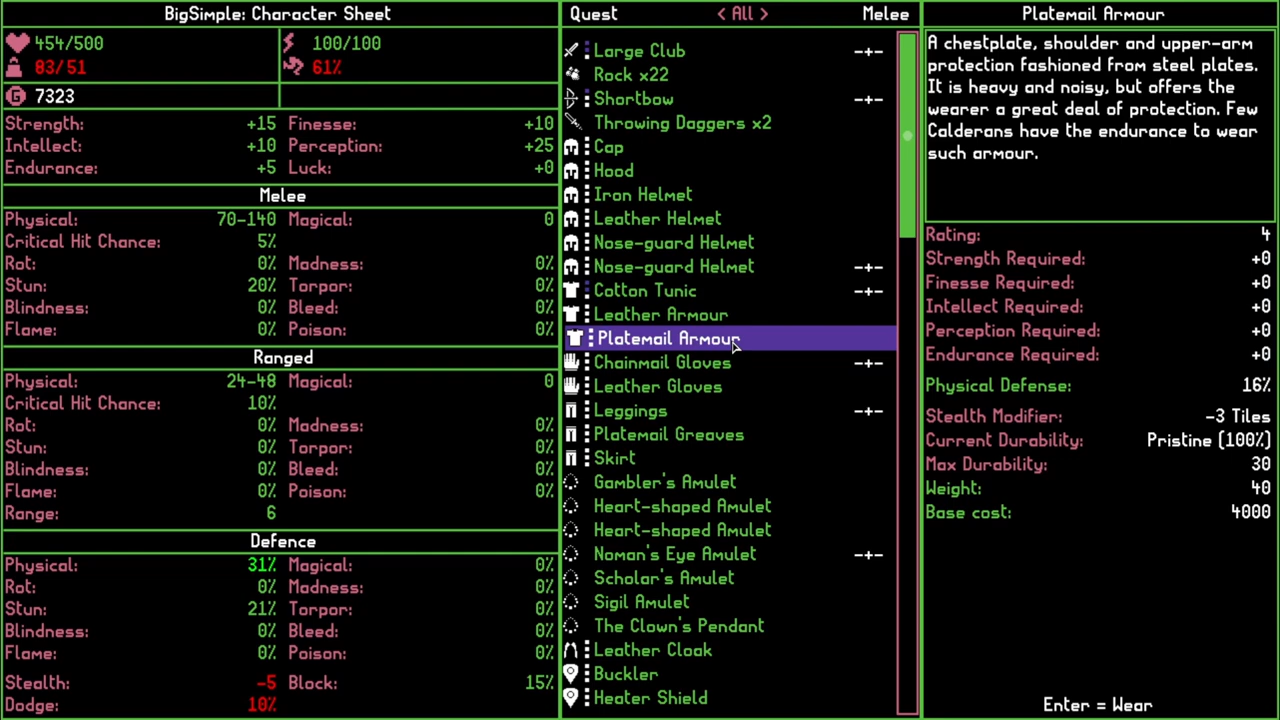 BigSimple: Character Sheet
454/500 100/100
83/51 61%
7323
Strength: +15 Finesse: +10
Intellect: +10 Perception: +25
Endurance: +5 Luck: +0
Melee
Physical: 70-140 Magical: 0
Critical Hit Chance: 5%
Rot: 0% Madness: 0%
Stun: 20% Torpor: 0%
Blindness: 0% Bleed: 0%
Flame: 0% Poison: 0%
Ranged
Physical: 24-48 Magical: 0
Critical Hit Chance: 10%
Rot: 0% Madness: 0%
Stun: 0% Torpor: 0%
Blindness: 0% Bleed: 0%
Flame: 0% Poison: 0%
Range: 6
Defence
Physical: 31% Magical: 0%
Rot: 0% Madness: 0%
Stun: 21% Torpor: 0%
Blindness: 0% Bleed: 0%
Flame: 0% Poison: 0%
Stealth: -5 Block: 15%
Dodge: 10%
Quest < All > Melee
Large Club -+-
Rock x22
Shortbow -+-
Throwing Daggers x2
Cap
Hood
Iron Helmet
Leather Helmet
Nose-guard Helmet
Nose-guard Helmet -+-
Cotton Tunic -+-
Leather Armour
Platemail Armour
Chainmail Gloves -+-
Leather Gloves
Leggings -+-
Platemail Greaves
Skirt
Gambler's Amulet
Heart-shaped Amulet
Heart-shaped Amulet
Noman's Eye Amulet -+-
Scholar's Amulet
Sigil Amulet
The Clown's Pendant
Leather Cloak
Buckler
Heater Shield
Platemail Armour
A chestplate, shoulder and upper-arm
protection fashioned from steel plates.
It is heavy and noisy, but offers the
wearer a great deal of protection. Few
Calderans have the endurance to wear
such armour.
Rating: 4
Strength Required: +0
Finesse Required: +0
Intellect Required: +0
Perception Required: +0
Endurance Required: +0
Physical Defense: 16%
Stealth Modifier: -3 Tiles
Current Durability: Pristine (100%)
Max Durability: 30
Weight: 40
Base cost: 4000
Enter = Wear